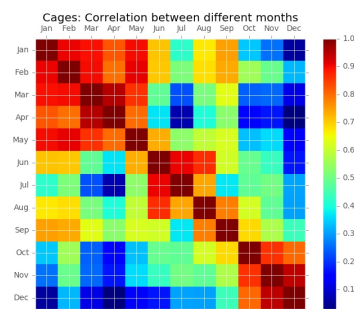 Cages: Correlation between different months
Jan Feb Mar Apr May Jun Jul Aug Sep Oct Nov Dec
Jan
Feb
Mar
Apr
May
Jun
Jul
Aug
Sep
Oct
Nov
Dec
1.0
0.9
0.8
0.7
0.6
0.5
0.4
0.3
0.2
0.1